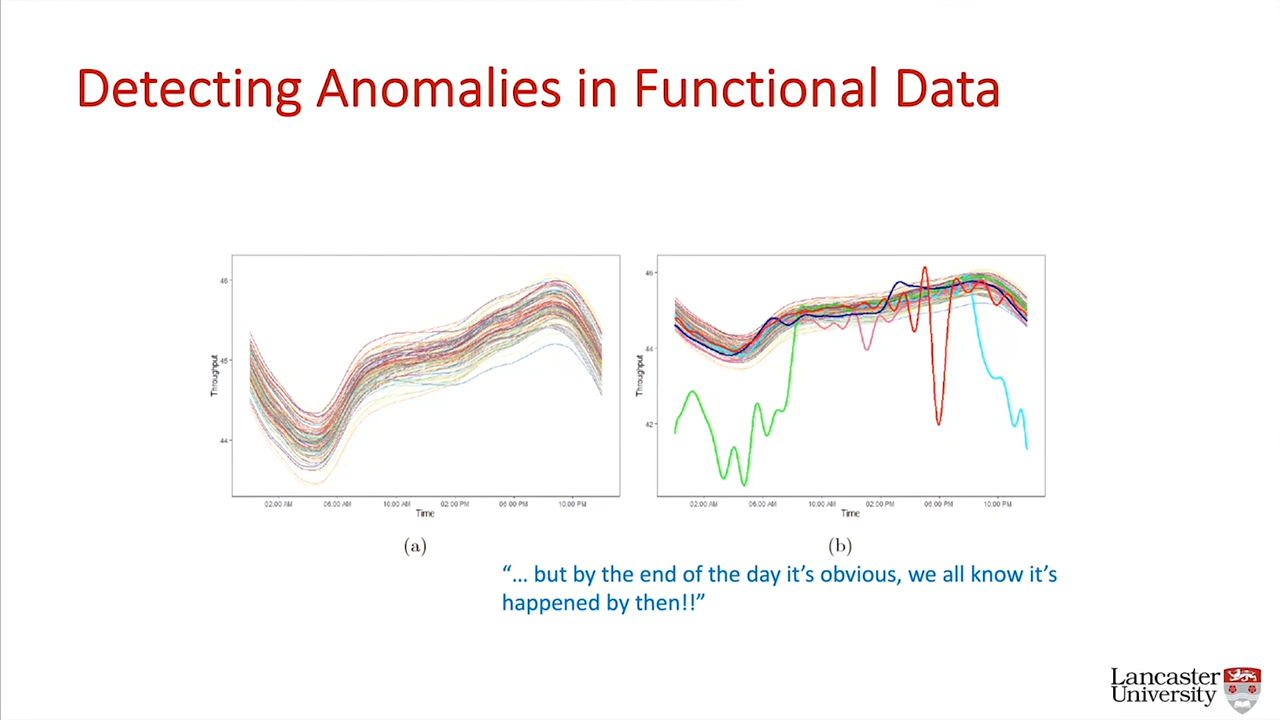 Detecting Anomalies in Functional Data
46
45
44
Throughput
02:00 AM 06:00 AM 10:00 AM 02:00 PM 06:00 PM 10:00 PM
Time
(a)
46
44
42
Throughput
02:00 AM 06:00 AM 10:00 AM 02:00 PM 06:00 PM 10:00 PM
Time
(b)
“… but by the end of the day it’s obvious, we all know it’s
happened by then!!”
Lancaster
University